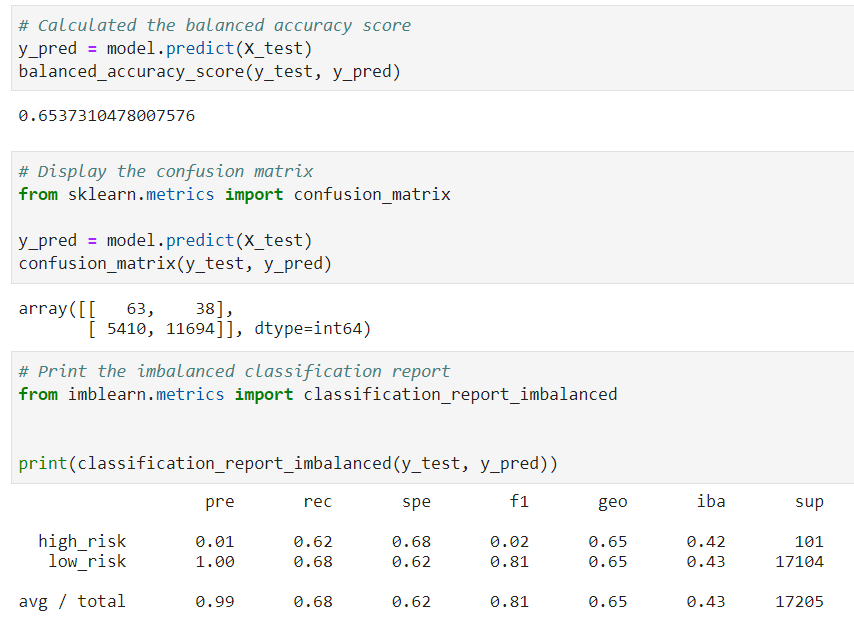 # Calculated the balanced accuracy score
y_pred = model.predict(X_test)
balanced_accuracy_score(y_test, y_pred)
0.6537310478007576
# Display the confusion matrix
from sklearn.metrics import confusion_matrix
y_pred = model.predict(X_test)
confusion_matrix(y_test, y_pred)
array([[   63,    38],
       [ 5410, 11694]], dtype=int64)
# Print the imbalanced classification report
from imblearn.metrics import classification_report_imbalanced
print(classification_report_imbalanced(y_test, y_pred))
pre rec spe f1 geo iba sup
high_risk 0.01 0.62 0.68 0.02 0.65 0.42 101
low_risk 1.00 0.68 0.62 0.81 0.65 0.43 17104
avg / total 0.99 0.68 0.62 0.81 0.65 0.43 17205